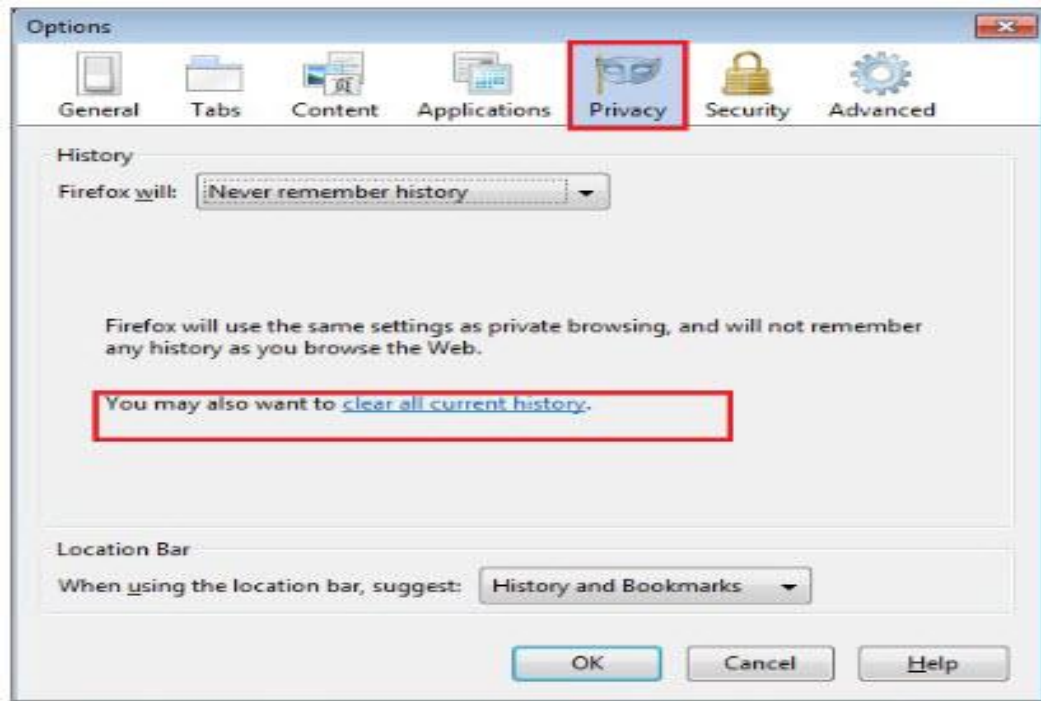 Options
General Tabs Content Applications Privacy Security Advanced
History
Firefox will: Never remember history
Firefox will use the same settings as private browsing, and will not remember
any history as you browse the Web.
You may also want to clear all current history.
Location Bar
When using the location bar, suggest: History and Bookmarks
OK Cancel Help